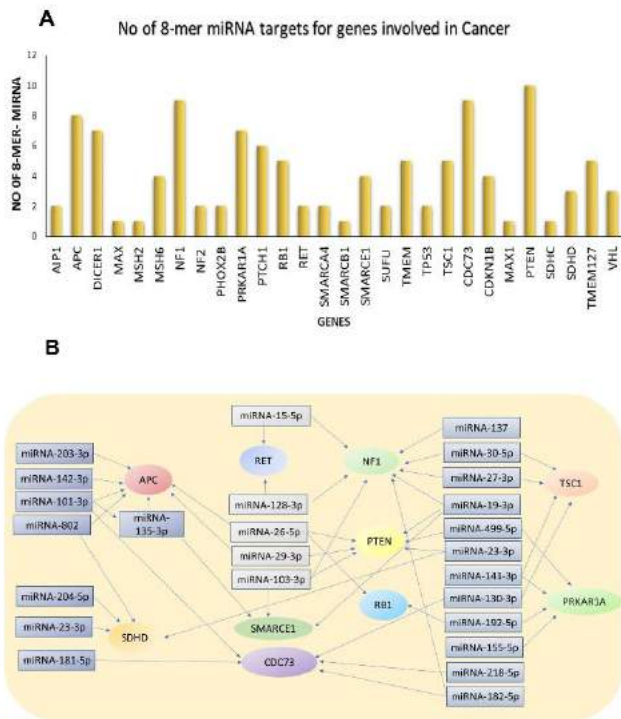 A
No of 8-mer miRNA targets for genes involved in Cancer
NO 0F 8-MER- MIRNA
12
10
8
6
4
2
0
AIP1
APC
DICER1
MAX
MSH2
MSH6
NF1
NF2
PHOX2B
PRKAR1A
PTCH1
RB1
RET
SMARCA4
SMARCB1
SMARCE1
SUFU
TMEM
TP53
TSC1
CDC73
CDKN1B
MAX1
PTEN
SDHC
SDHD
TMEM127
VHL
GENES
B
miRNA-15-5p
miRNA-137
miRNA-203-3p
miRNA-30-5p
RET
NF1
miRNA-142-3p
APC
miRNA-27-3p
TSC1
miRNA-101-3p
miRNA-128-3p
miRNA-19-3p
miRNA-802
miRNA-
135-3p
miRNA-26-5p
PTEN
miRNA-499-5p
miRNA-29-3p
miRNA-23-3p
miRNA-103-3p
miRNA-141-3p
miRNA-204-5p
RB1
miRNA-130-3p
PRKAR1A
miRNA-23-3p
SDHD
SMARCE1
miRNA-192-5p
miRNA-155-5p
miRNA-181-5p
CDC73
miRNA-218-5p
miRNA-182-5p